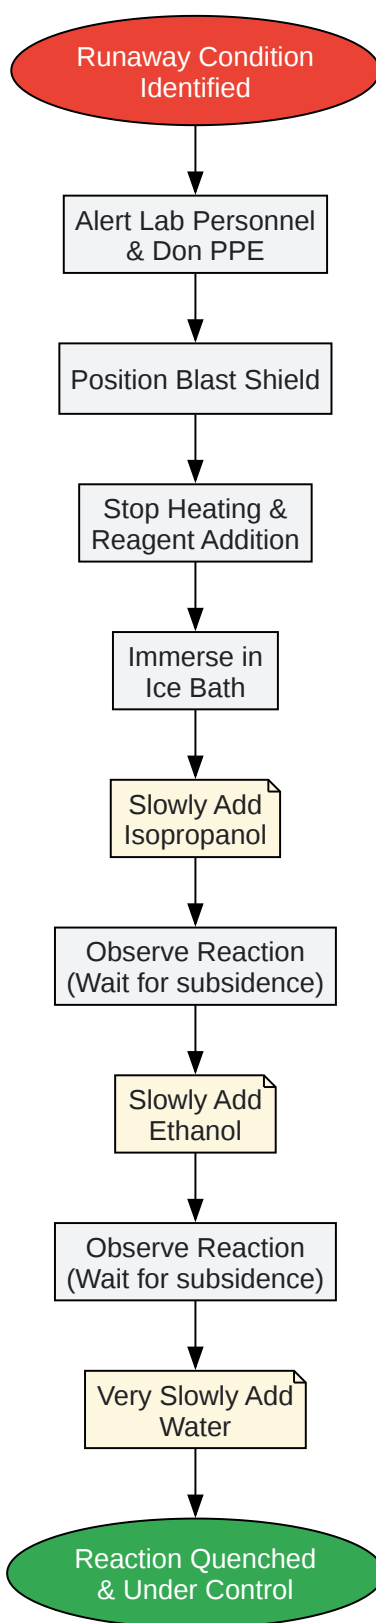 Runaway Condition
Identified
Alert Lab Personnel
& Don PPE
Position Blast Shield
Stop Heating &
Reagent Addition
Immerse in
Ice Bath
Slowly Add
Isopropanol
Observe Reaction
(Wait for subsidence)
Slowly Add
Ethanol
Observe Reaction
(Wait for subsidence)
Very Slowly Add
Water
Reaction Quenched
& Under Control